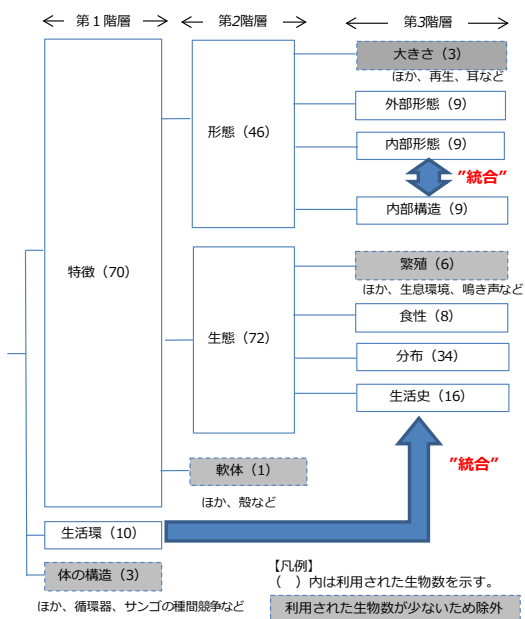 第１階層
第2階層
第3階層
大きさ（3）
ほか、再生、耳など
外部形態（9）
形態（46）
内部形態（9）
”統合”
内部構造（9）
特徴（70）
繁殖（6）
ほか、生息環境、鳴き声など
食性（8）
生態（72）
分布（34）
生活史（16）
軟体（1）
”統合”
ほか、殻など
生活環（10）
体の構造（3）
ほか、循環器、サンゴの種間競争など
【凡例】
（　）内は利用された生物数を示す。
利用された生物数が少ないため除外